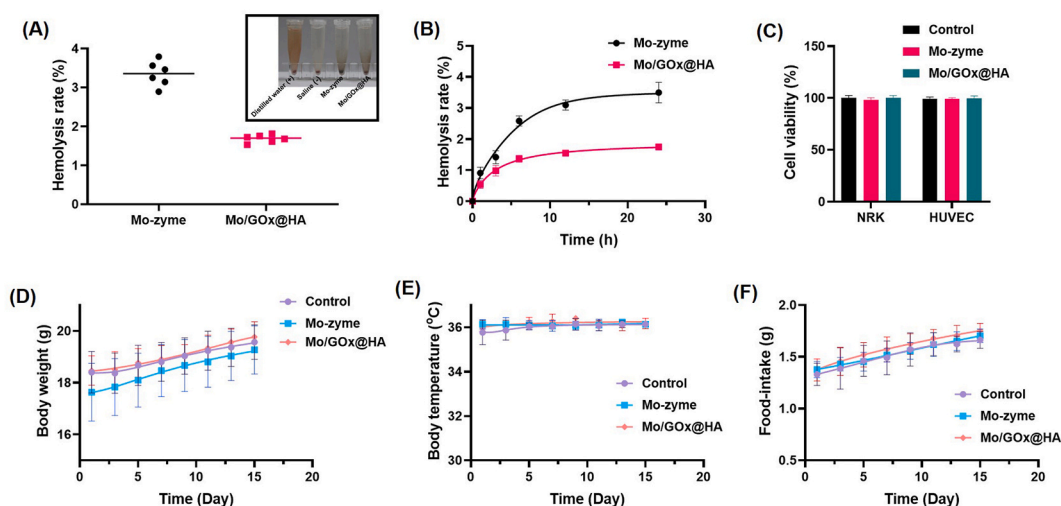 (A)
Hemolysis rate (%)
4
3
2
1
0
Mo-zyme
Mo/GOx@HA
Distilled water (+)
Saline (-)
Mo-zyme
Mo/GOx@HA
(B)
Hemolysis rate (%)
5
4
3
2
1
0
0
10
20
30
Time (h)
Mo-zyme
Mo/GOx@HA
(C)
Cell viability (%)
150
100
50
0
NRK
HUVEC
Control
Mo-zyme
Mo/GOx@HA
(D)
Body weight (g)
20
18
16
0
5
10
15
20
Time (Day)
Control
Mo-zyme
Mo/GOx@HA
(E)
Body temperature (°C)
36
34
32
30
0
5
10
15
20
Time (Day)
Control
Mo-zyme
Mo/GOx@HA
(F)
Food-intake (g)
2.0
1.5
1.0
0.5
0.0
0
5
10
15
20
Time (Day)
Control
Mo-zyme
Mo/GOx@HA